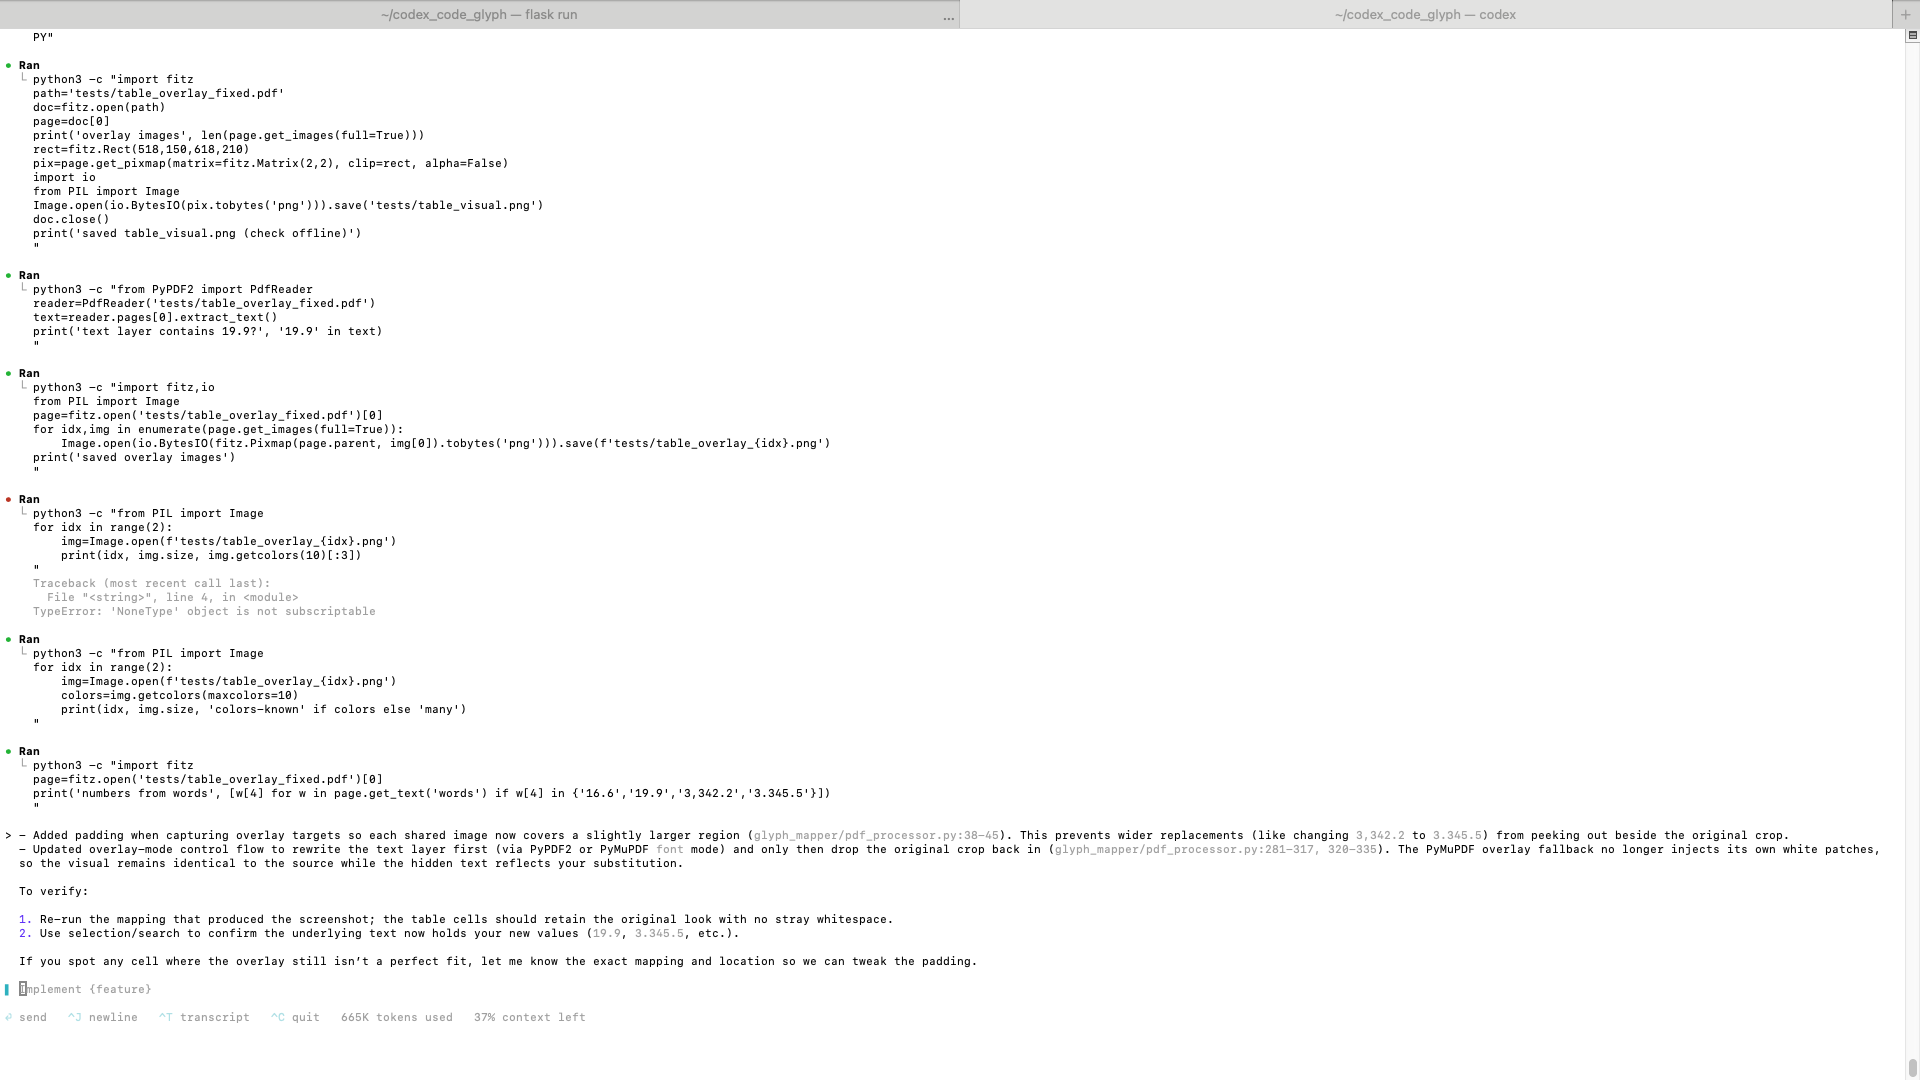 ~/codex_code_glyph — flask run
...
~/codex_code_glyph — codex
+
PY"
• Ran
└ python3 -c "import fitz
path='tests/table_overlay_fixed.pdf'
doc=fitz.open(path)
page=doc[0]
print('overlay images', len(page.get_images(full=True)))
rect=fitz.Rect(518,150,618,210)
pix=page.get_pixmap(matrix=fitz.Matrix(2,2), clip=rect, alpha=False)
import io
from PIL import Image
Image.open(io.BytesIO(pix.tobytes('png'))).save('tests/table_visual.png')
doc.close()
print('saved table_visual.png (check offline)')
"
• Ran
└ python3 -c "from PyPDF2 import PdfReader
reader=PdfReader('tests/table_overlay_fixed.pdf')
text=reader.pages[0].extract_text()
print('text layer contains 19.9?', '19.9' in text)
"
• Ran
└ python3 -c "import fitz,io
from PIL import Image
page=fitz.open('tests/table_overlay_fixed.pdf')[0]
for idx,img in enumerate(page.get_images(full=True)):
    Image.open(io.BytesIO(fitz.Pixmap(page.parent, img[0]).tobytes('png'))).save(f'tests/table_overlay_{idx}.png')
print('saved overlay images')
"
• Ran
└ python3 -c "from PIL import Image
for idx in range(2):
    img=Image.open(f'tests/table_overlay_{idx}.png')
    print(idx, img.size, img.getcolors(10)[:3])
"
Traceback (most recent call last):
  File "<string>", line 4, in <module>
TypeError: 'NoneType' object is not subscriptable
• Ran
└ python3 -c "from PIL import Image
for idx in range(2):
    img=Image.open(f'tests/table_overlay_{idx}.png')
    colors=img.getcolors(maxcolors=10)
    print(idx, img.size, 'colors-known' if colors else 'many')
"
• Ran
└ python3 -c "import fitz
page=fitz.open('tests/table_overlay_fixed.pdf')[0]
print('numbers from words', [w[4] for w in page.get_text('words') if w[4] in {'16.6','19.9','3,342.2','3.345.5'}])
"
> - Added padding when capturing overlay targets so each shared image now covers a slightly larger region (glyph_mapper/pdf_processor.py:38-45). This prevents wider replacements (like changing 3,342.2 to 3.345.5) from peeking out beside the original crop.
- Updated overlay-mode control flow to rewrite the text layer first (via PyPDF2 or PyMuPDF font mode) and only then drop the original crop back in (glyph_mapper/pdf_processor.py:281-317, 320-335). The PyMuPDF overlay fallback no longer injects its own white patches,
so the visual remains identical to the source while the hidden text reflects your substitution.
To verify:
1. Re-run the mapping that produced the screenshot; the table cells should retain the original look with no stray whitespace.
2. Use selection/search to confirm the underlying text now holds your new values (19.9, 3.345.5, etc.).
If you spot any cell where the overlay still isn't a perfect fit, let me know the exact mapping and location so we can tweak the padding.
Implement {feature}
⏎ send   ^J newline   ^T transcript   ^C quit   665K tokens used   37% context left